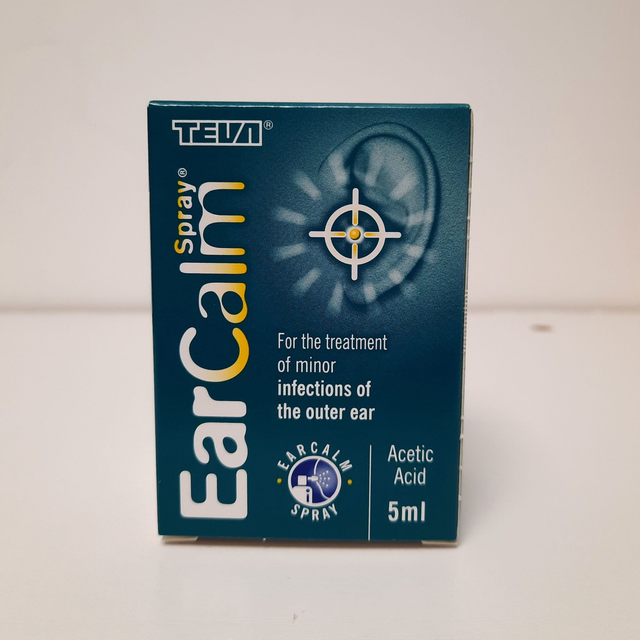 TEVA®
EarCalm Spray®
For the treatment
of minor
infections of
the outer ear
EARCALM
SPRAY
Acetic
Acid
5ml